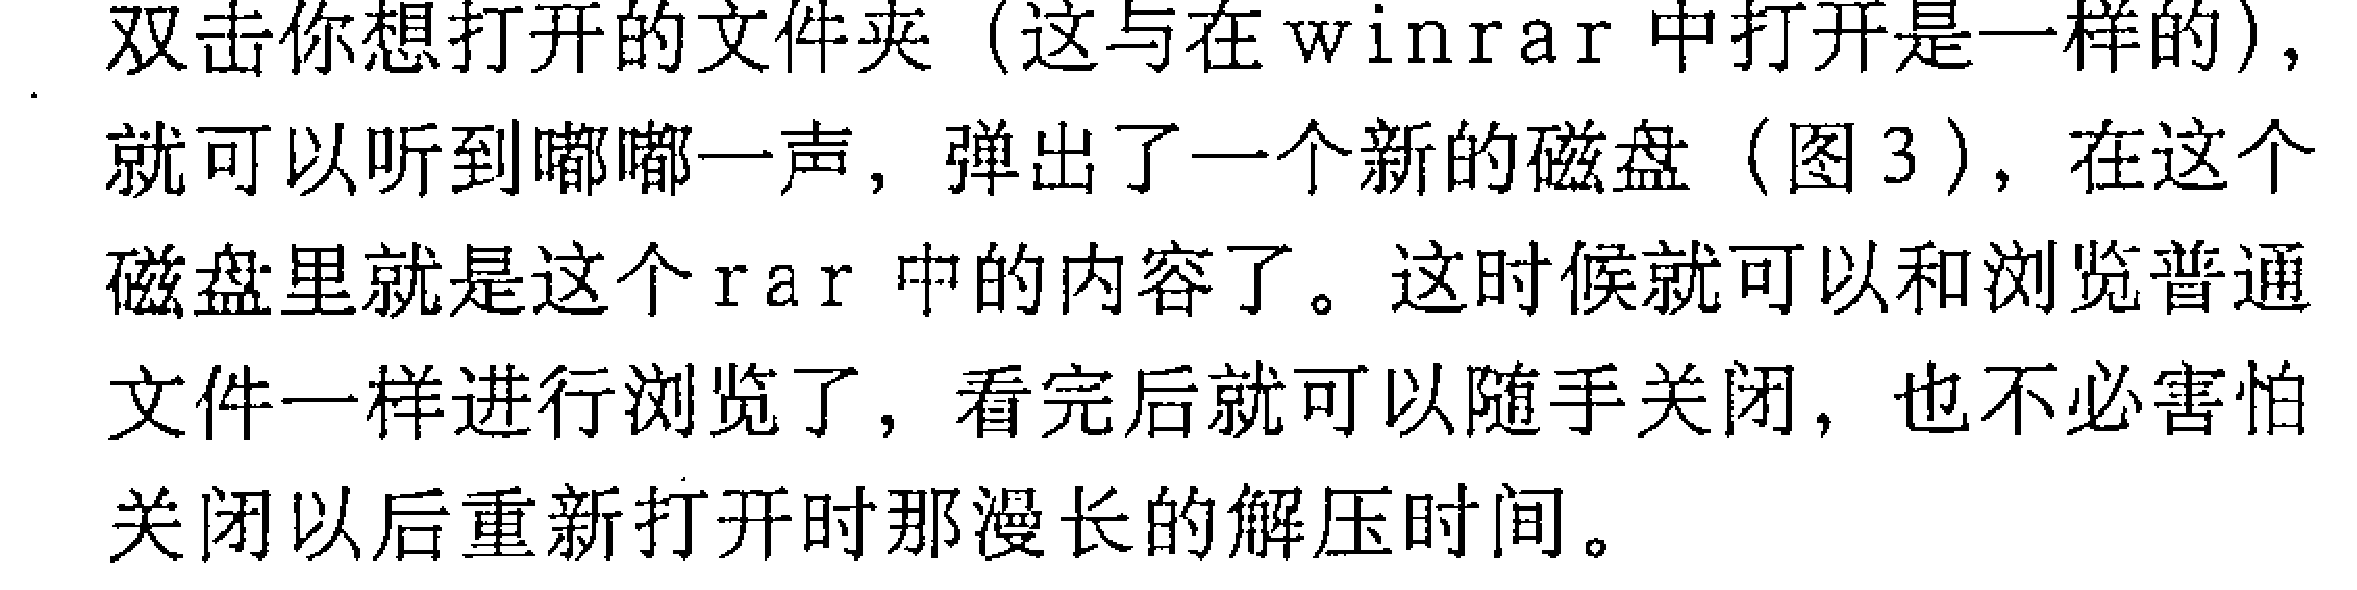 双击你想打开的文件夹（这与在winrar 中打开是一样的），
就可以听到嘟嘟一声，弹出了一个新的磁盘（图3），在这个
磁盘里就是这个rar 中的内容了。这时候就可以和浏览普通
文件一样进行浏览了，看完后就可以随手关闭，也不必害怕
关闭以后重新打开时那漫长的解压时间。